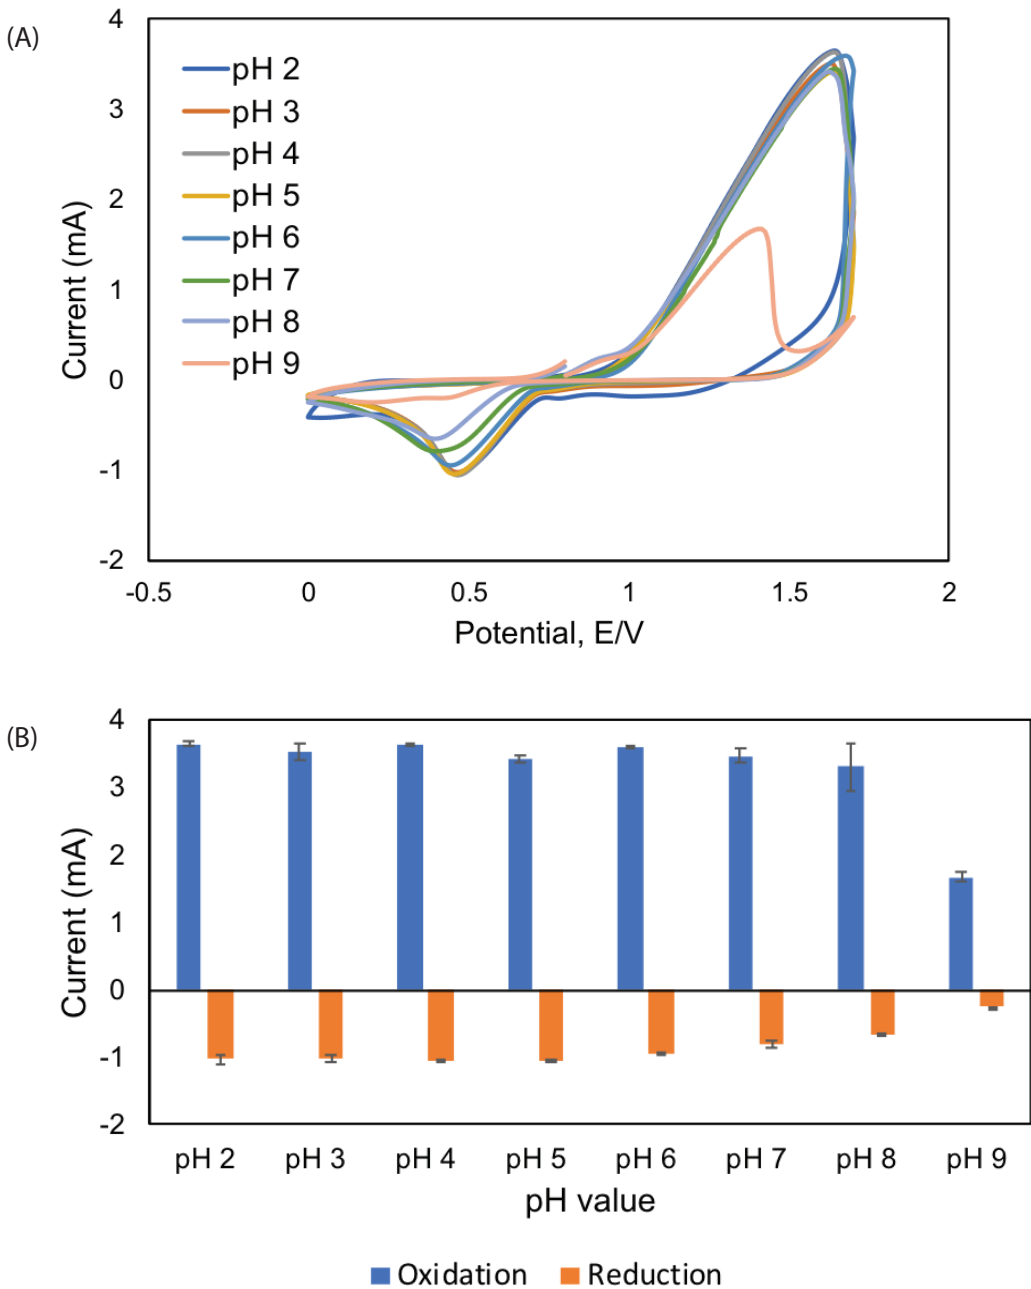 (A)
4
3
2
1
0
-1
-2
Current (mA)
pH 2
pH 3
pH 4
pH 5
pH 6
pH 7
pH 8
pH 9
-0.5 0 0.5 1 1.5 2
Potential, E/V
(B)
4
3
2
1
0
-1
-2
Current (mA)
pH 2 pH 3 pH 4 pH 5 pH 6 pH 7 pH 8 pH 9
pH value
Oxidation Reduction